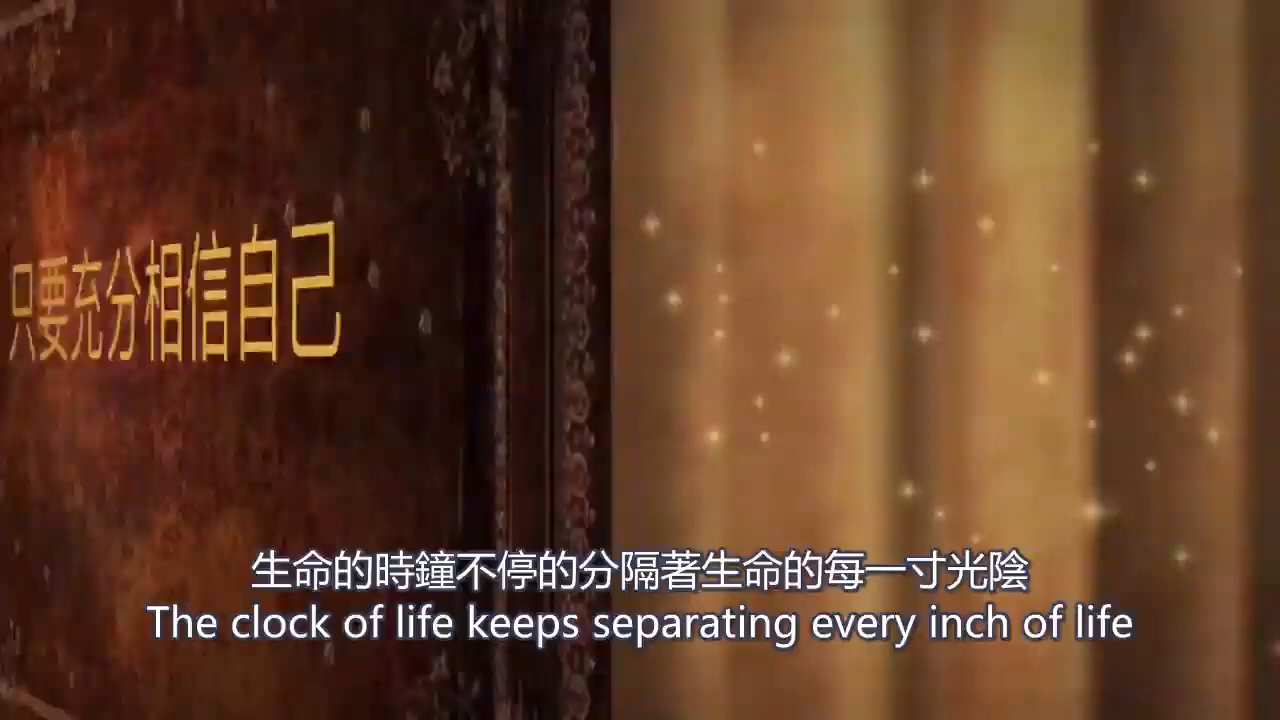 只要充分相信自己
生命的時鐘不停的分隔著生命的每一寸光陰
The clock of life keeps separating every inch of life